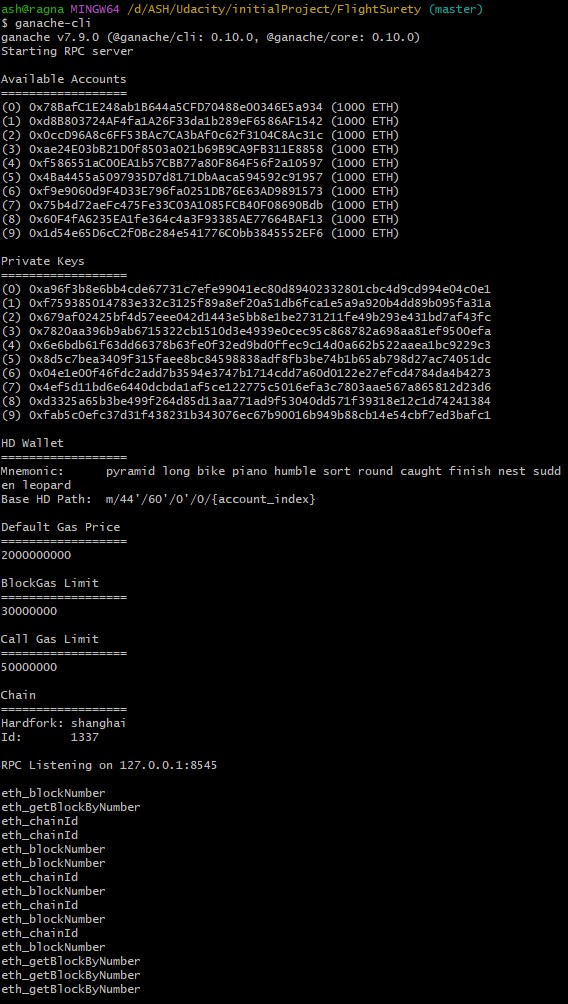 ash@ragna MINGW64 /d/ASH/Udacity/initialProject/FlightSurety (master)
$ ganache-cli
ganache v7.9.0 (@ganache/cli: 0.10.0, @ganache/core: 0.10.0)
Starting RPC server
Available Accounts
==================
(0) 0x78BafC1E248ab1B644a5CFD70488e00346E5a934 (1000 ETH)
(1) 0xd8B803724AF4fa1A26F33da1b289eF6586AF1542 (1000 ETH)
(2) 0x0ccD96A8c6FF53BAc7CA3bAf0c62f3104C8Ac31c (1000 ETH)
(3) 0xae24E03bB21D0f8503a021b69B9CA9FB311E8858 (1000 ETH)
(4) 0xf586551aC00EA1b57CBB77a80F864F56f2a10597 (1000 ETH)
(5) 0x4Ba4455a5097935D7d8171DbAaca594592c91957 (1000 ETH)
(6) 0xf9e9060d9F4D33E796fa0251DB76E63AD9891573 (1000 ETH)
(7) 0x75b4d72aeFc475Fe33C03A1085FCB40F08690Bdb (1000 ETH)
(8) 0x60F4fA6235EA1fe364c4a3F93385AE77664BAF13 (1000 ETH)
(9) 0x1d54e65D6cC2f0Bc284e541776C0bb3845552EF6 (1000 ETH)
Private Keys
==================
(0) 0xa96f3b8e6bb4cde67731c7efe99041ec80d89402332801cbc4d9cd994e04c0e1
(1) 0xf759385014783e332c3125f89a8ef20a51db6fca1e5a9a920b4dd89b095fa31a
(2) 0x679af02425bf4d57eee042d1443e5bb8e1be2731211fe49b293e431bd7af43fc
(3) 0x7820aa396b9ab6715322cb1510d3e4939e0cec95c868782a698aa81ef9500efa
(4) 0x6e6bdb61f63dd66378b63fe0f32ed9bd0ffec9c14d0a662b522aaea1bc9229c3
(5) 0x8d5c7bea3409f315faee8bc84598838adf8fb3be74b1b65ab798d27ac74051dc
(6) 0x04e1e00f46fdc2add7b3594e3747b1714cdd7a60d0122e27efcd4784da4b4273
(7) 0x4ef5d11bd6e6440dcbda1af5ce122775c5016efa3c7803aae567a865812d23d6
(8) 0xd3325a65b3be499f264d85d13aa771ad9f53040dd571f39318e12c1d74241384
(9) 0xfab5c0efc37d31f438231b343076ec67b90016b949b88cb14e54cbf7ed3bafc1
HD Wallet
==================
Mnemonic:      pyramid long bike piano humble sort round caught finish nest sudd
en leopard
Base HD Path:  m/44'/60'/0'/0/{account_index}
Default Gas Price
==================
2000000000
BlockGas Limit
==================
30000000
Call Gas Limit
==================
50000000
Chain
==================
Hardfork: shanghai
Id:       1337
RPC Listening on 127.0.0.1:8545
eth_blockNumber
eth_getBlockByNumber
eth_chainId
eth_chainId
eth_blockNumber
eth_blockNumber
eth_chainId
eth_blockNumber
eth_chainId
eth_blockNumber
eth_chainId
eth_blockNumber
eth_getBlockByNumber
eth_getBlockByNumber
eth_getBlockByNumber